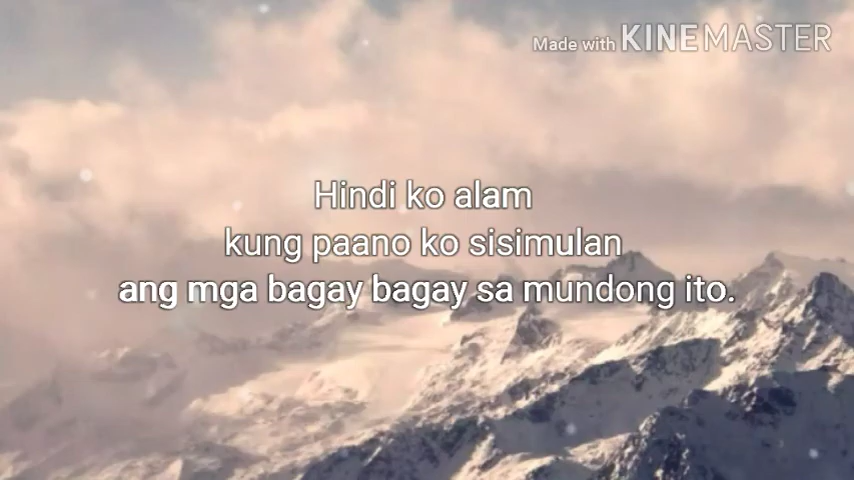 Made with KINEMASTER
Hindi ko alam
kung paano ko sisimulan
ang mga bagay bagay sa mundong ito.